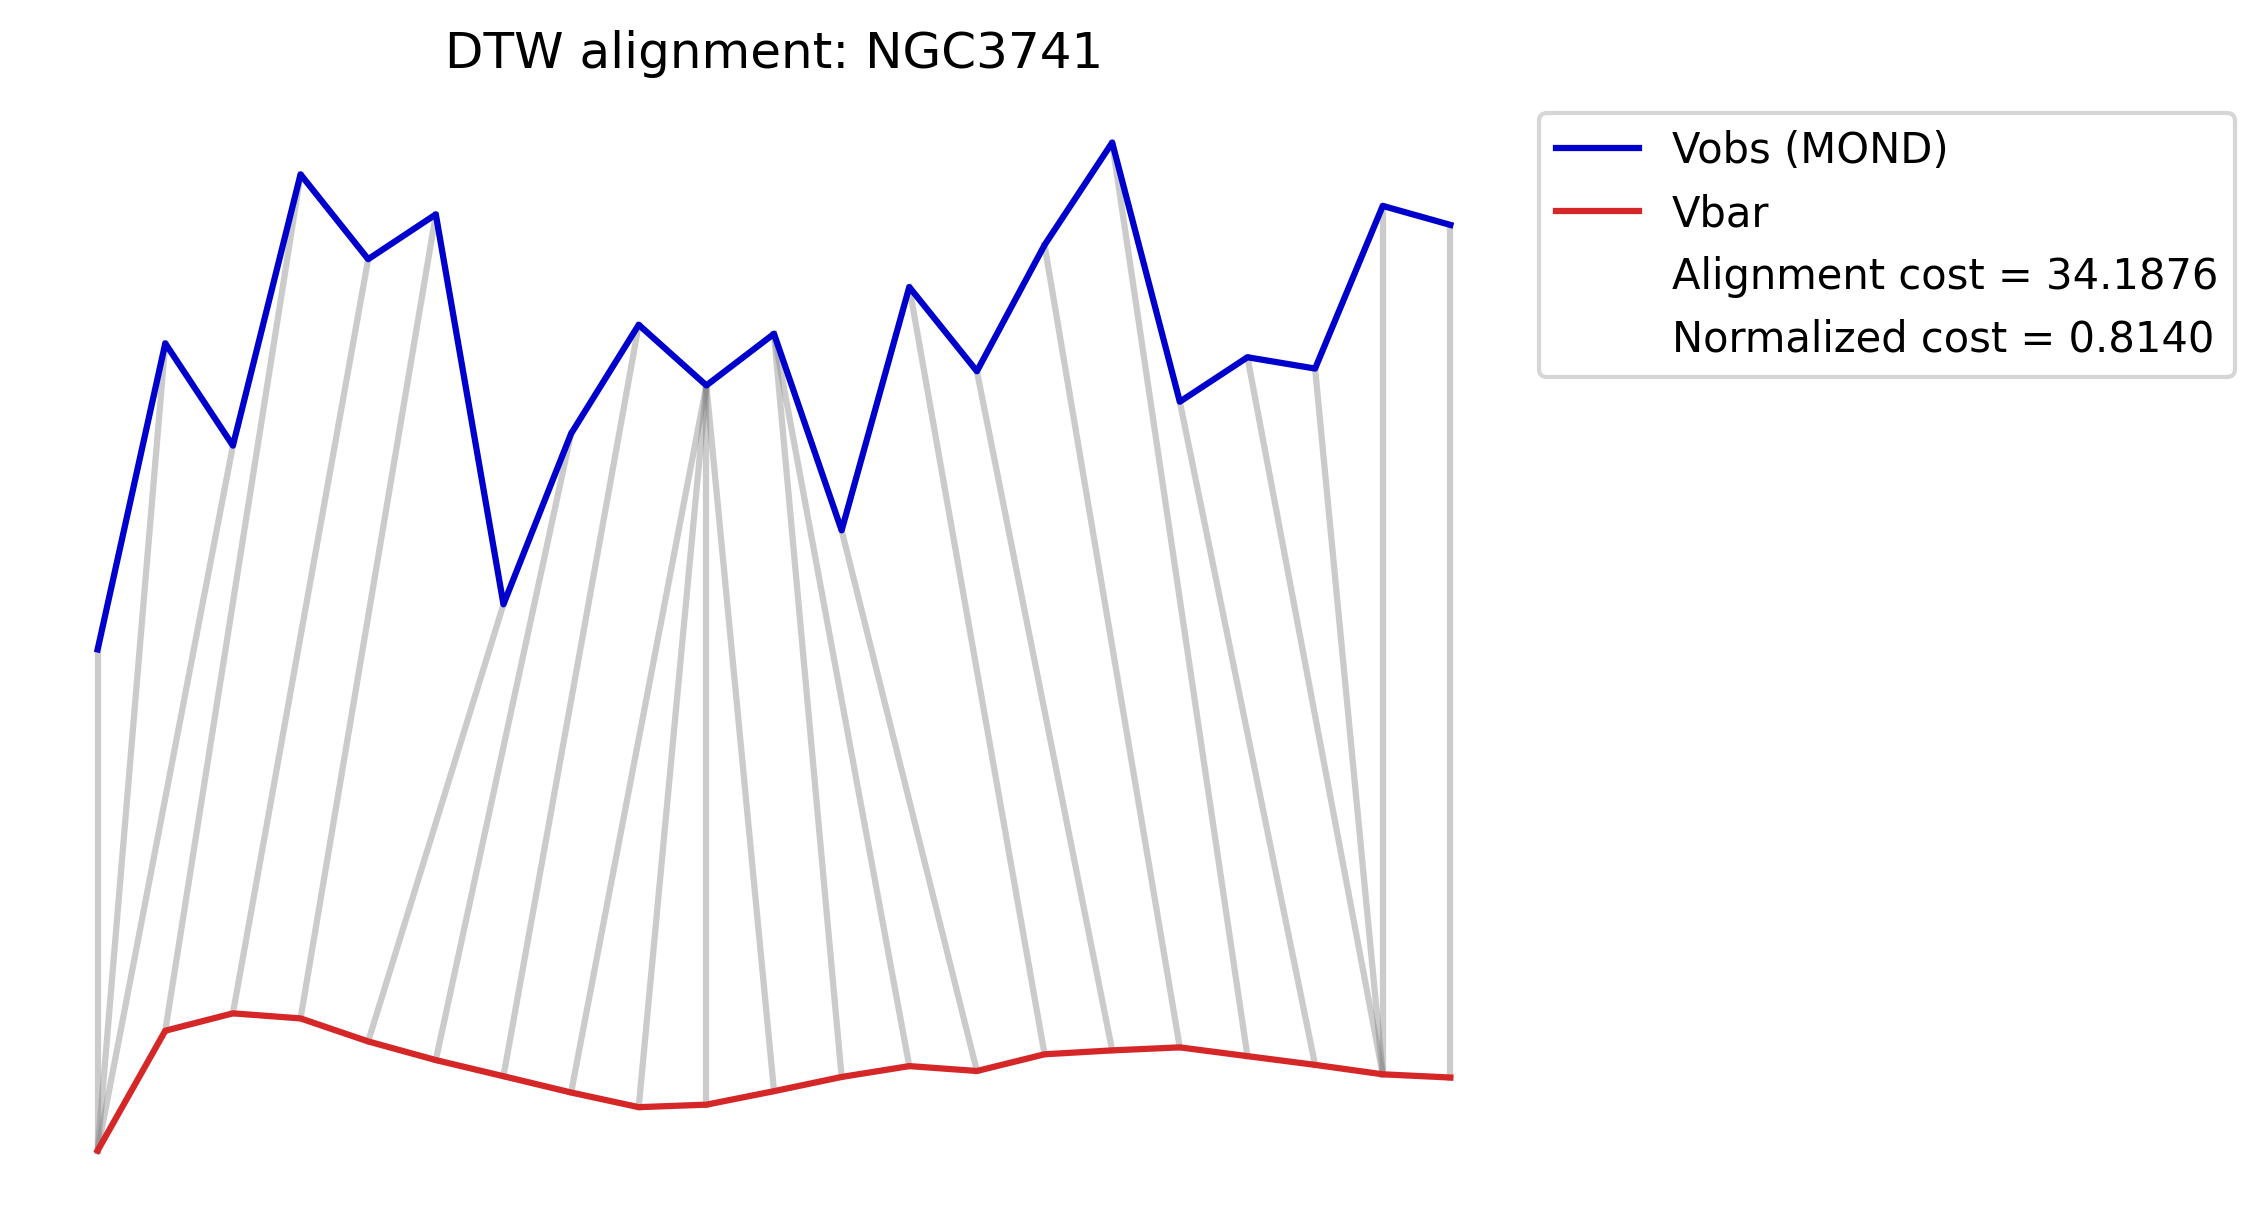 DTW alignment: NGC3741
Vobs (MOND)
Vbar
Alignment cost = 34.1876
Normalized cost = 0.8140